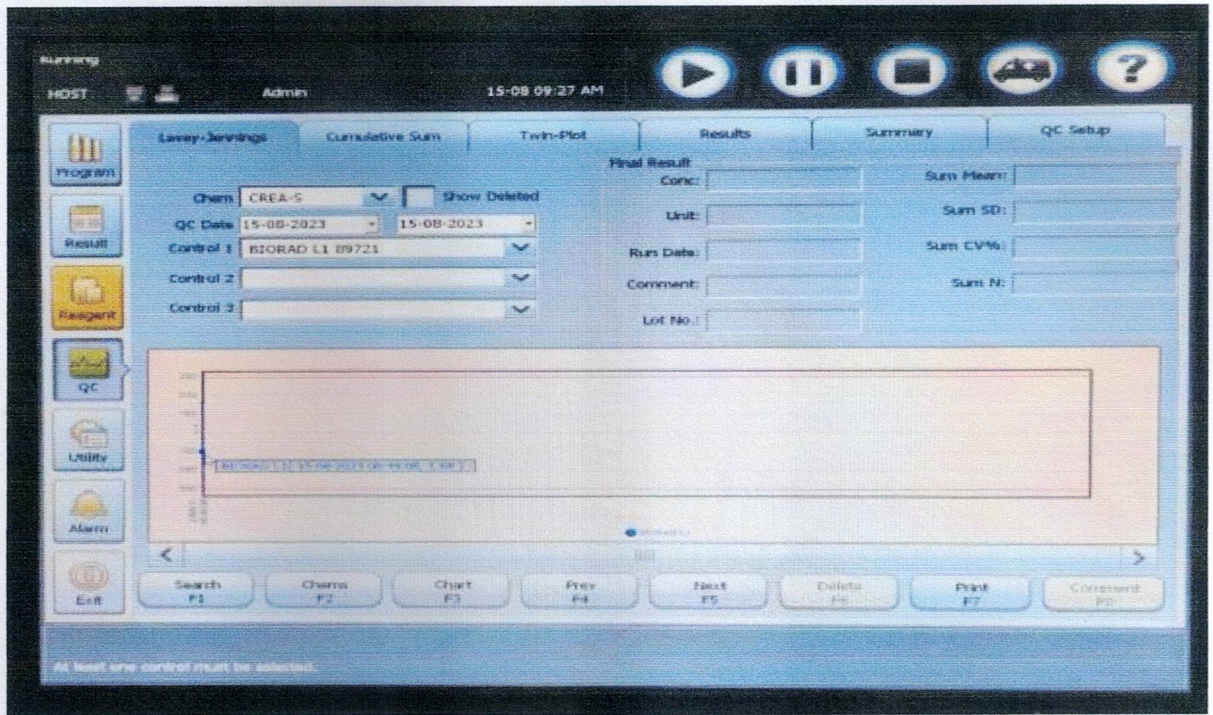 Running
HOST Admin 15-08 09:27 AM
Levey-Jennings Cumulative Sum Twin-Plot Results Summary QC Setup
Program
Result
Reagent
QC
Utility
Alarm
Exit
Chem CREA-S Show Deleted
QC Date 15-08-2023 15-08-2023
Control 1 BIORAD L1 89721
Control 2
Control 3
Final Result
Conc:
Unit:
Run Date:
Comment:
Lot No.:
Sum Mean:
Sum SD:
Sum CV%:
Sum N:
BIORAD L1
Search F1
Chems F2
Chart F3
Prev F4
Next F5
Delete F6
Print F7
Comment F8
At least one control must be selected.